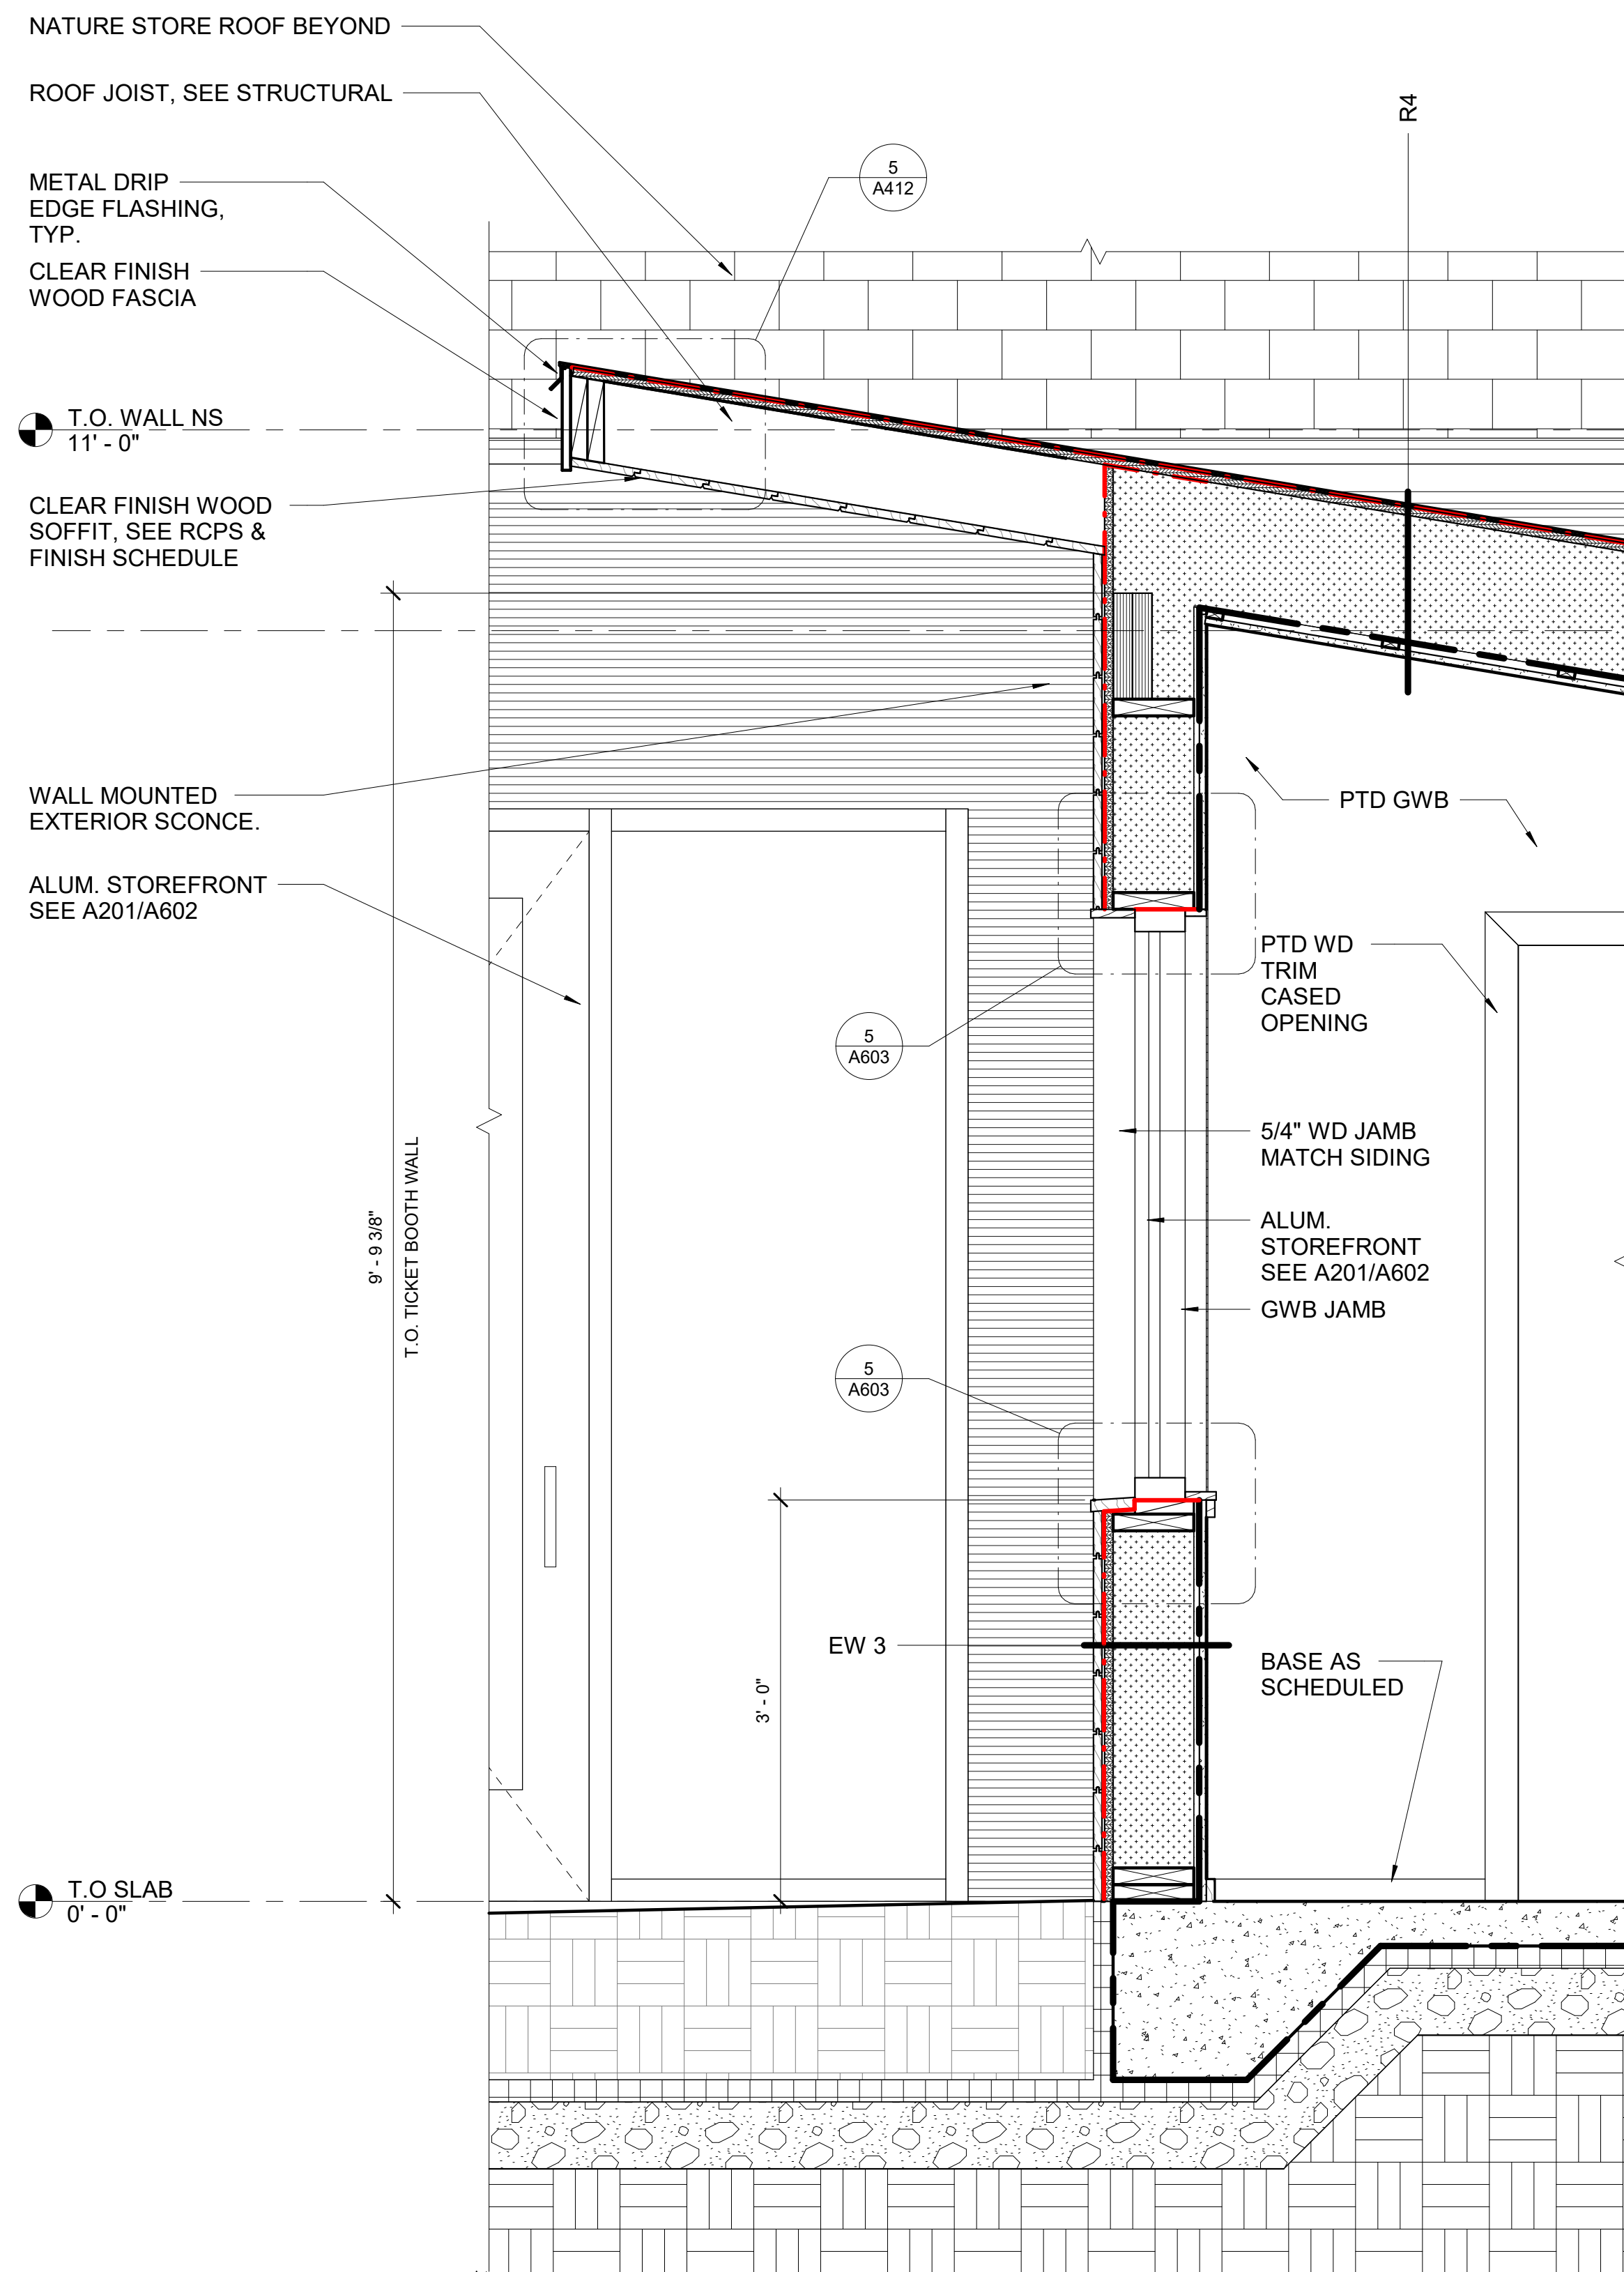 NATURE STORE ROOF BEYOND
ROOF JOIST, SEE STRUCTURAL
R4
5
A412
METAL DRIP
EDGE FLASHING,
TYP.
CLEAR FINISH
WOOD FASCIA
T.O. WALL NS
11' - 0"
CLEAR FINISH WOOD
SOFFIT, SEE RCPS &
FINISH SCHEDULE
WALL MOUNTED
EXTERIOR SCONCE.
PTD GWB
ALUM. STOREFRONT
SEE A201/A602
PTD WD
TRIM
CASED
OPENING
5
A603
5/4" WD JAMB
MATCH SIDING
9' - 9 3/8"
T.O. TICKET BOOTH WALL
ALUM.
STOREFRONT
SEE A201/A602
GWB JAMB
5
A603
EW 3
3' - 0"
BASE AS
SCHEDULED
T.O SLAB
0' - 0"